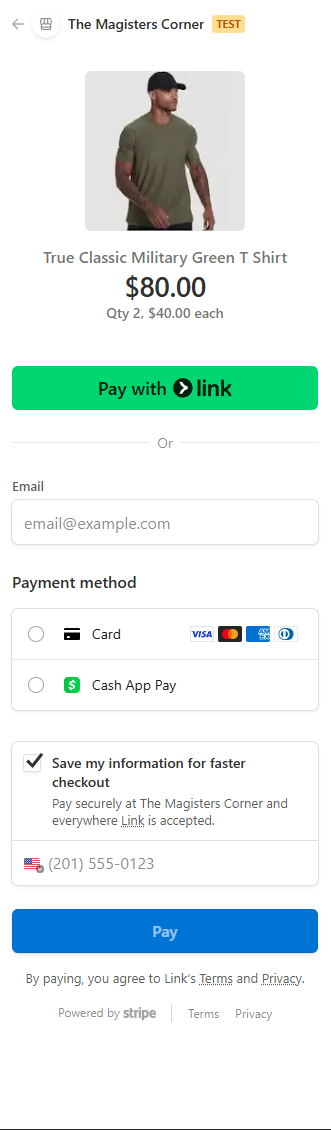 The Magisters Corner TEST
True Classic Military Green T Shirt
$80.00
Qty 2, $40.00 each
Pay with link
Or
Email
email@example.com
Payment method
Card VISA
Cash App Pay
Save my information for faster
checkout
Pay securely at The Magisters Corner and
everywhere Link is accepted.
(201) 555-0123
Pay
By paying, you agree to Link's Terms and Privacy.
Powered by stripe Terms Privacy